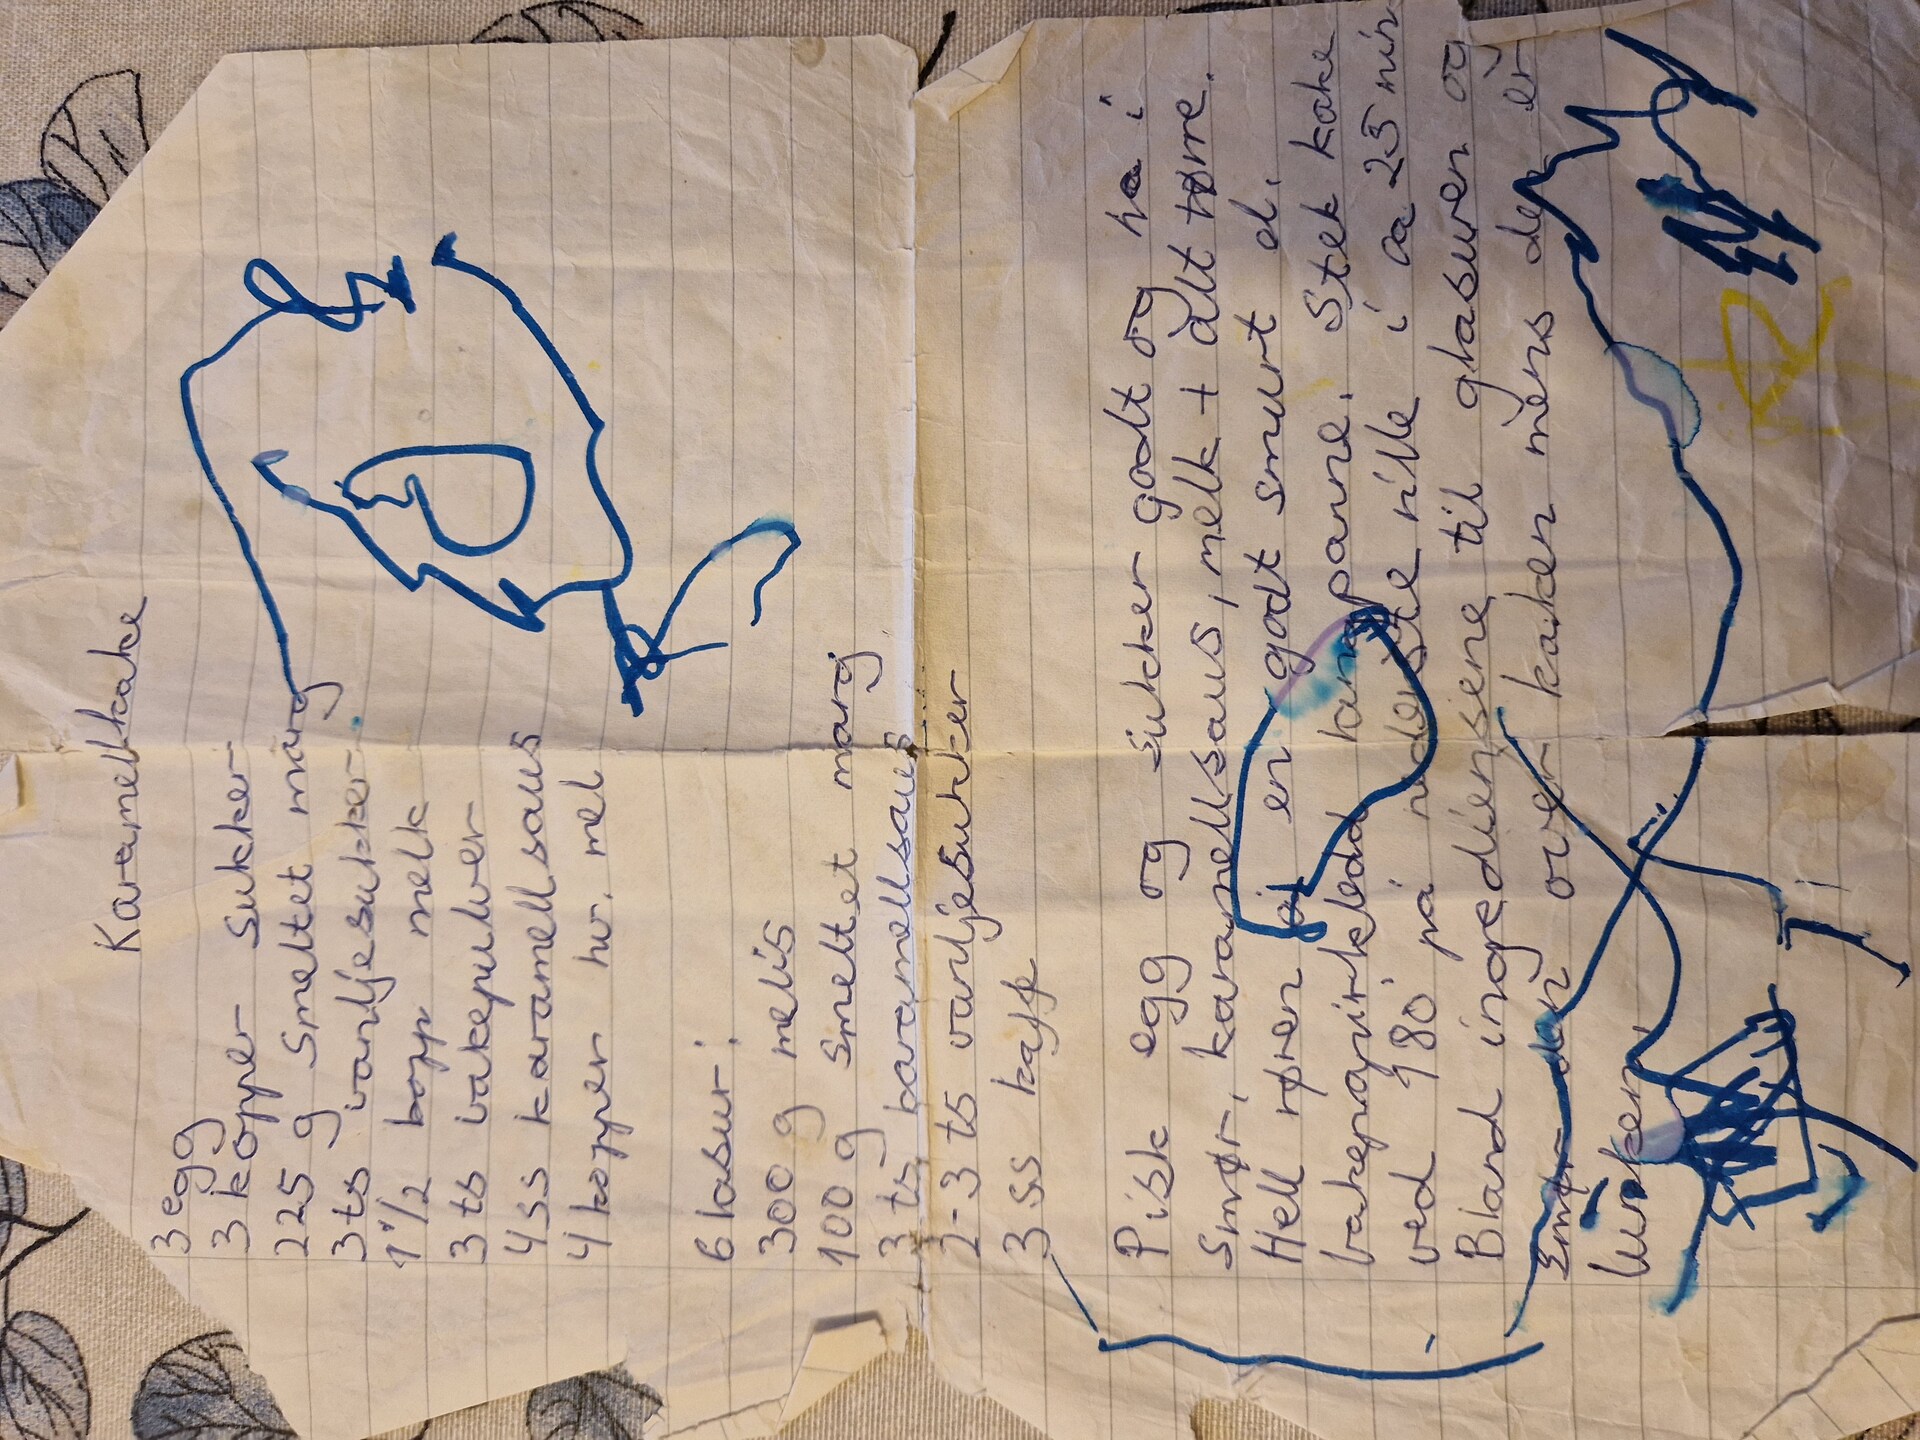 Karamellkake
3 egg
3 kopper sukker
225 g smeltet marg
3 ts vaniljesukker
1 1/2 kopp melk
3 ts bakepulver
4 ss karamellsaus
4 kopper hv. mel
Glasur:
300 g melis
100 g smeltet marg
3 ts karamellsaus
2-3 ts vaniljesukker
3 ss kaffe
Pisk egg og sukker godt og ha i
smør, karamellsaus, melk + alt tørre.
Hell røren i en godt smurt el.
bakepapirkledd langpanne. Stek kake
ved 180° på nederste rille i ca 25 min
Bland ingrediensene til glasuren og
smør den over kaken mens den er
lunken.